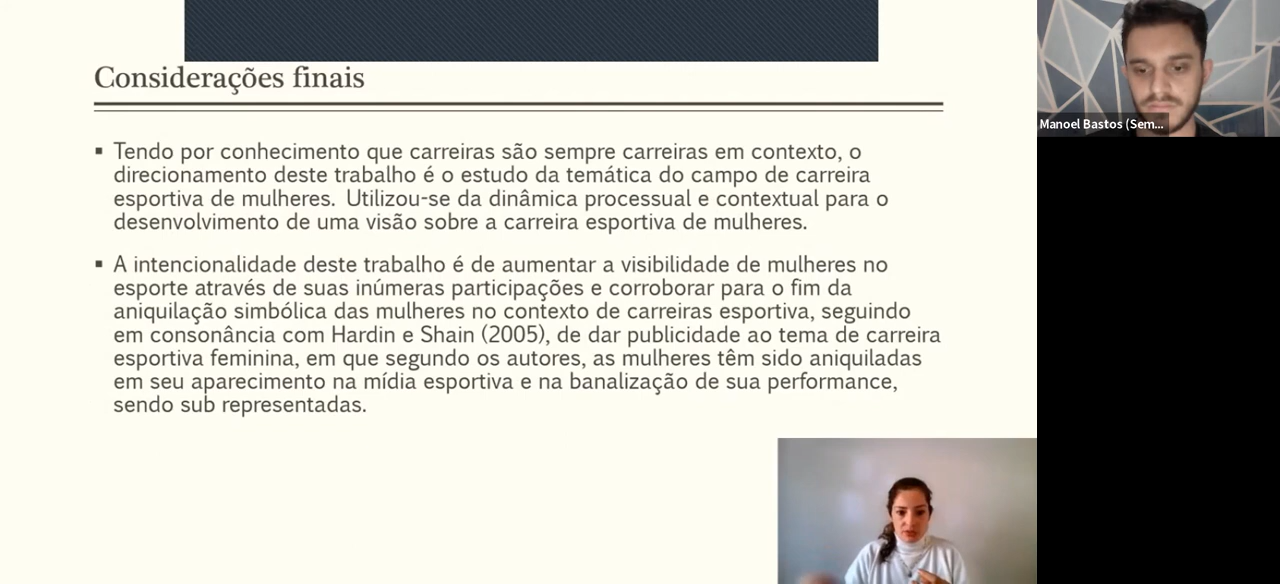 Considerações finais
▪ Tendo por conhecimento que carreiras são sempre carreiras em contexto, o
direcionamento deste trabalho é o estudo da temática do campo de carreira
esportiva de mulheres. Utilizou-se da dinâmica processual e contextual para o
desenvolvimento de uma visão sobre a carreira esportiva de mulheres.
▪ A intencionalidade deste trabalho é de aumentar a visibilidade de mulheres no
esporte através de suas inúmeras participações e corroborar para o fim da
aniquilação simbólica das mulheres no contexto de carreiras esportiva, seguindo
em consonância com Hardin e Shain (2005), de dar publicidade ao tema de carreira
esportiva feminina, em que segundo os autores, as mulheres têm sido aniquiladas
em seu aparecimento na mídia esportiva e na banalização de sua performance,
sendo sub representadas.
Manoel Bastos (Sem...